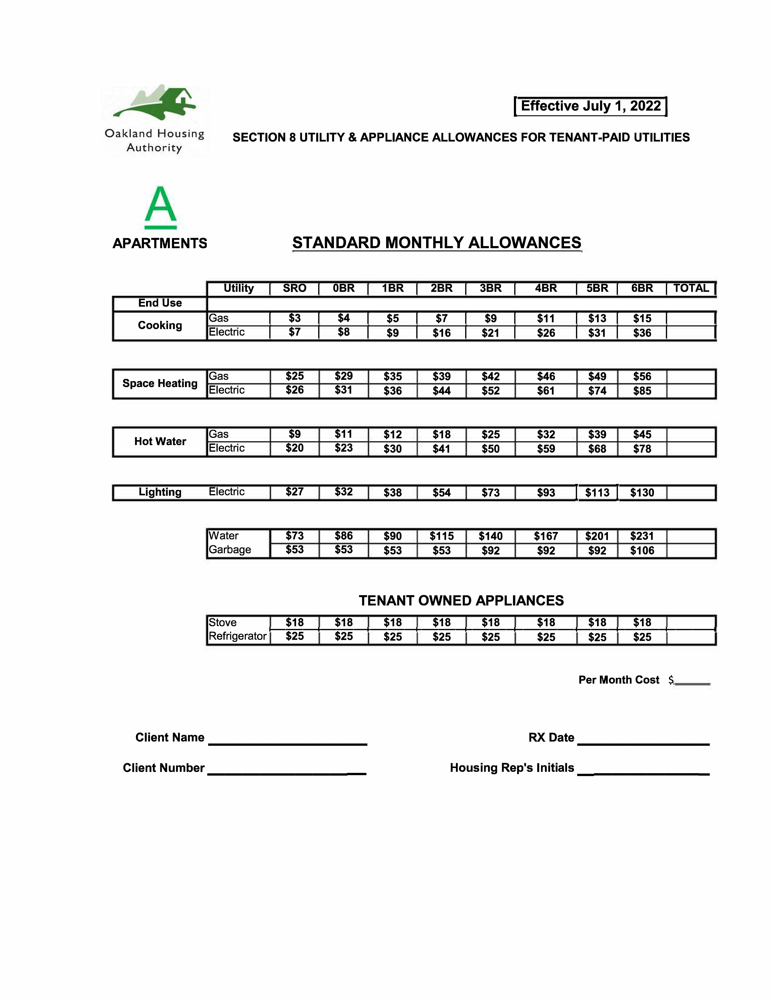 Effective July 1, 2022
Oakland Housing
Authority
SECTION 8 UTILITY & APPLIANCE ALLOWANCES FOR TENANT-PAID UTILITIES
A
APARTMENTS
STANDARD MONTHLY ALLOWANCES
Utility SRO 0BR 1BR 2BR 3BR 4BR 5BR 6BR TOTAL
End Use
Cooking
Gas $3 $4 $5 $7 $9 $11 $13 $15
Electric $7 $8 $9 $16 $21 $26 $31 $36
Space Heating
Gas $25 $29 $35 $39 $42 $46 $49 $56
Electric $26 $31 $36 $44 $52 $61 $74 $85
Hot Water
Gas $9 $11 $12 $18 $25 $32 $39 $45
Electric $20 $23 $30 $41 $50 $59 $68 $78
Lighting Electric $27 $32 $38 $54 $73 $93 $113 $130
Water $73 $86 $90 $115 $140 $167 $201 $231
Garbage $53 $53 $53 $53 $92 $92 $92 $106
TENANT OWNED APPLIANCES
Stove $18 $18 $18 $18 $18 $18 $18 $18
Refrigerator $25 $25 $25 $25 $25 $25 $25 $25
Per Month Cost $
Client Name RX Date
Client Number Housing Rep's Initials